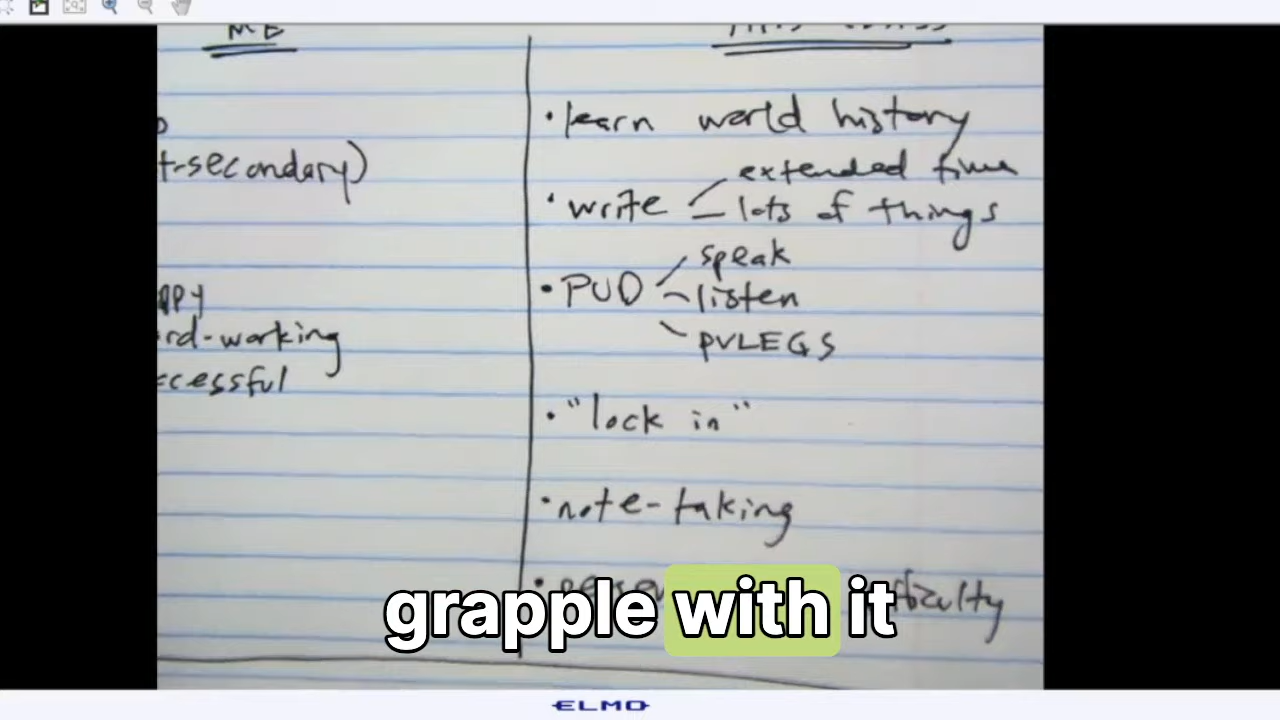 ME
· learn world history
t-secondary)
extended time
· write
lots of things
speak
· PUD
listen
ppy
rd-working
PVLEGS
ccessful
· "lock in"
· note-taking
grapple with it
ELMO